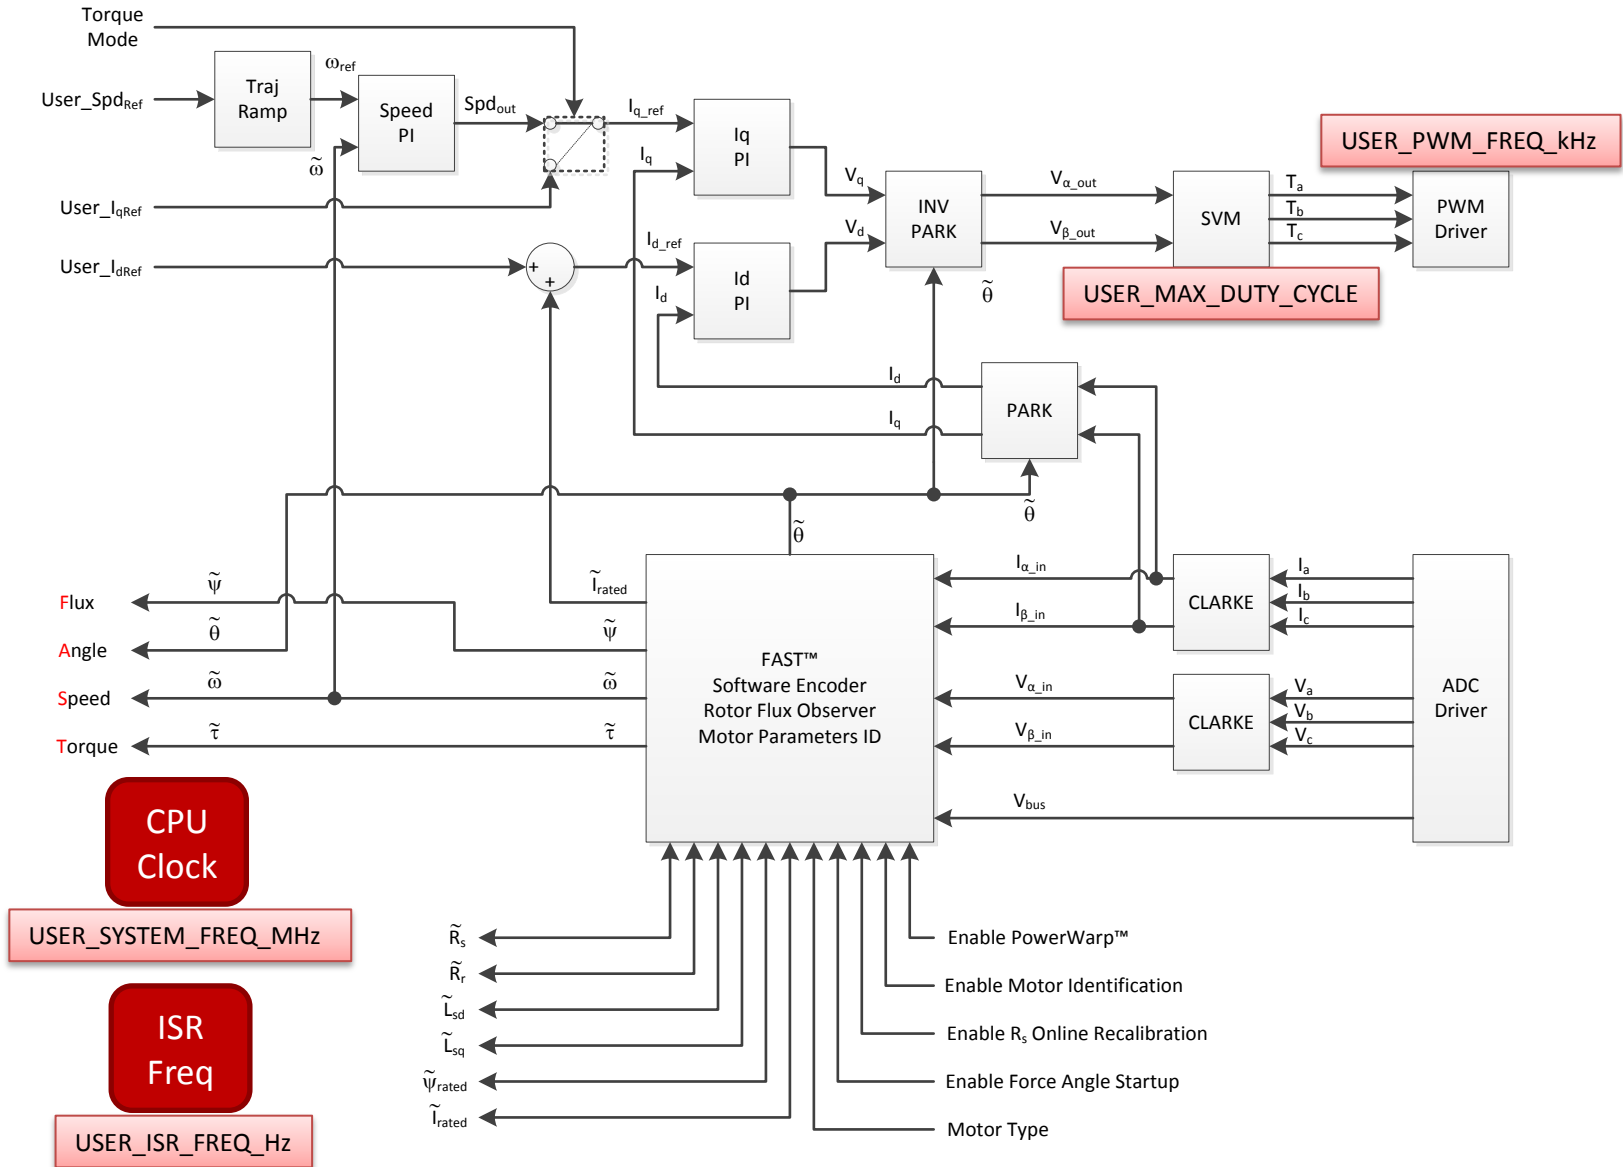 Torque
Mode
User_SpdRef
Traj
Ramp
ωref
Speed
PI
Spdout
ω̃
User_IqRef
User_IdRef
+
+
Iq_ref
Iq
Iq
PI
Id_ref
Id
Id
PI
Vq
Vd
INV
PARK
θ̃
Vα_out
Vβ_out
SVM
Ta
Tb
Tc
PWM
Driver
USER_PWM_FREQ_kHz
USER_MAX_DUTY_CYCLE
Id
Iq
PARK
θ̃
θ̃
Flux
ψ̃
Angle
θ̃
Speed
ω̃
Torque
τ̃
Ĩrated
ψ̃
ω̃
τ̃
FAST™
Software Encoder
Rotor Flux Observer
Motor Parameters ID
Iα_in
Iβ_in
Vα_in
Vβ_in
Vbus
CLARKE
CLARKE
Ia
Ib
Ic
Va
Vb
Vc
ADC
Driver
CPU
Clock
USER_SYSTEM_FREQ_MHz
ISR
Freq
USER_ISR_FREQ_Hz
R̃s
R̃r
L̃sd
L̃sq
ψ̃rated
Ĩrated
Enable PowerWarp™
Enable Motor Identification
Enable Rs Online Recalibration
Enable Force Angle Startup
Motor Type